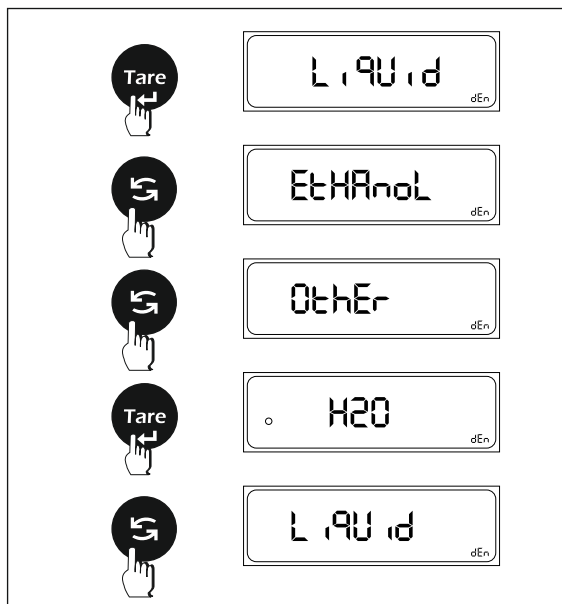 Tare
LiqUid
dEn
EtHAnoL
dEn
OthEr
dEn
Tare
H2O
dEn
LiqUid
dEn